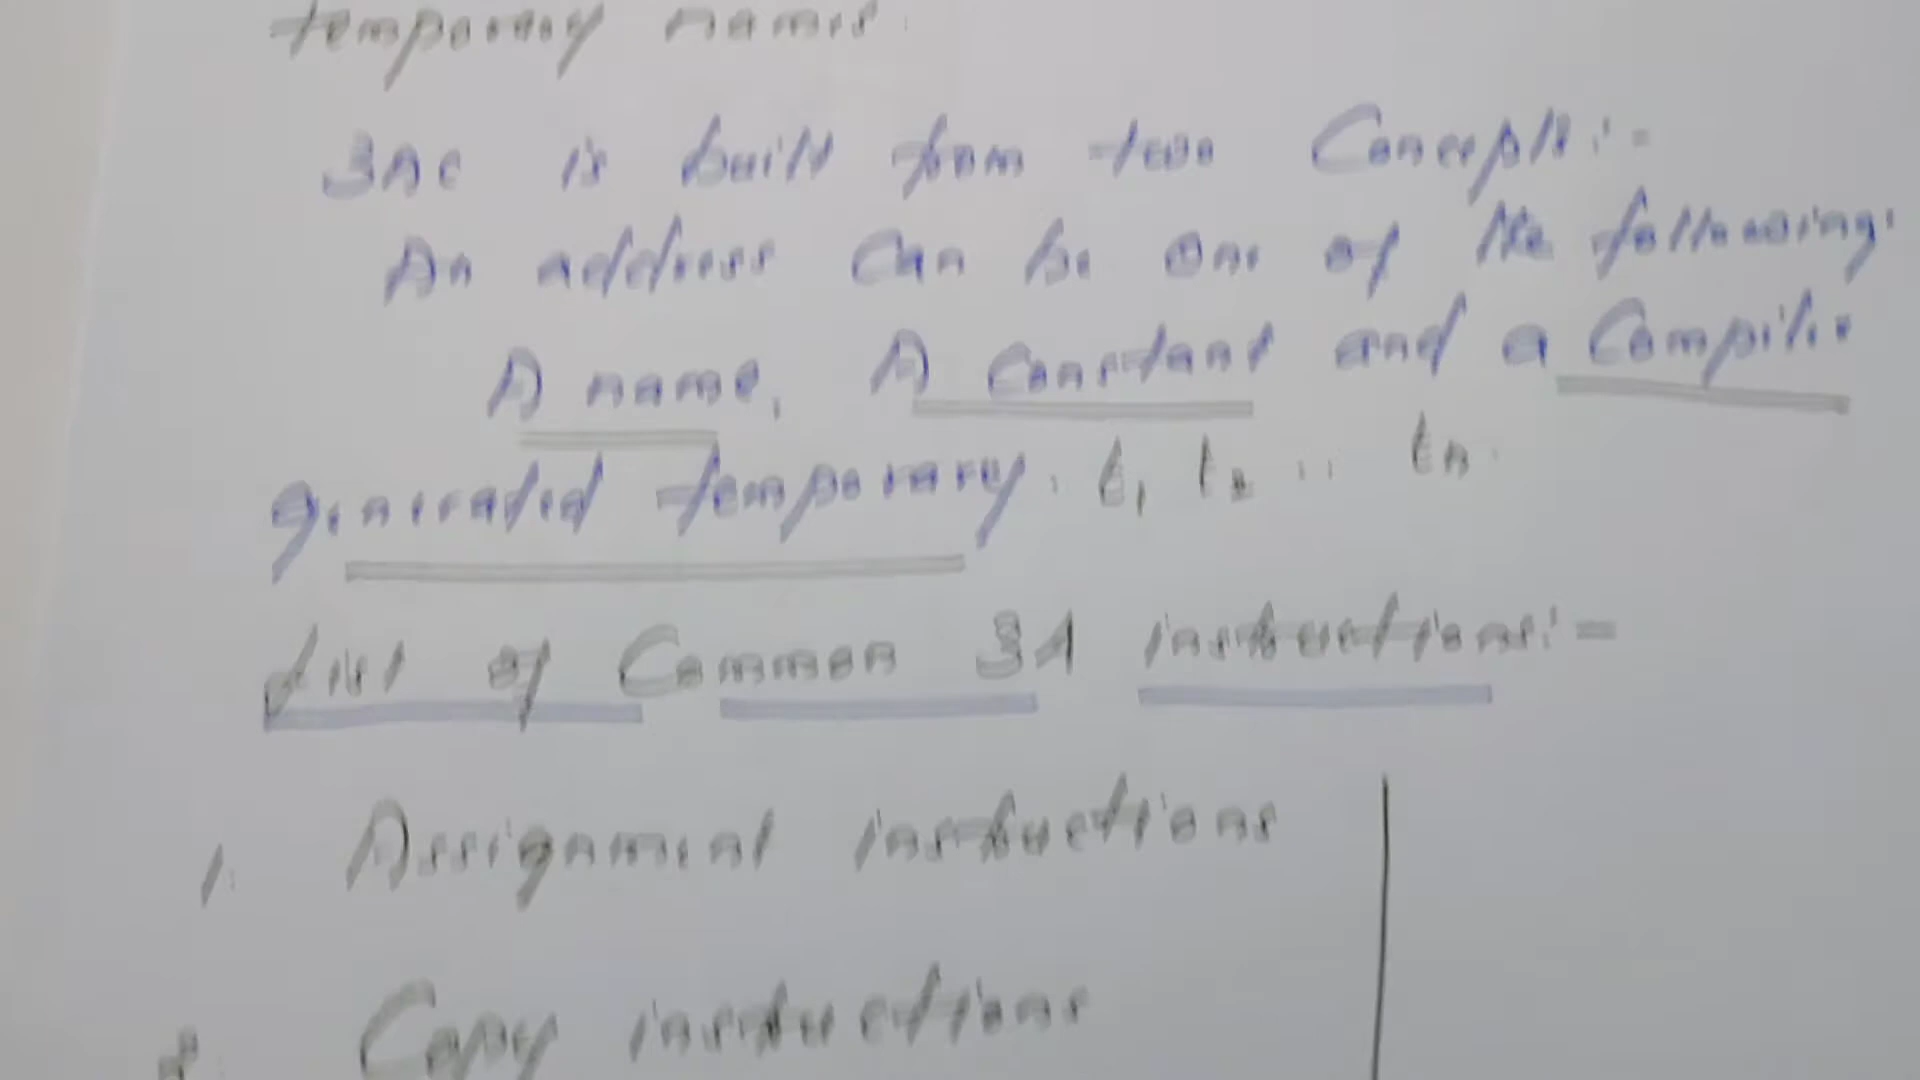 temporary names.
3AC is built from two Concepts:-
An address Can be one of the following.
A name, A Constant and a Compiler
generated temporary. t1 t2 .. tn.
List of Common 3A instructions:-
1. Assignment instructions
2. Copy instructions